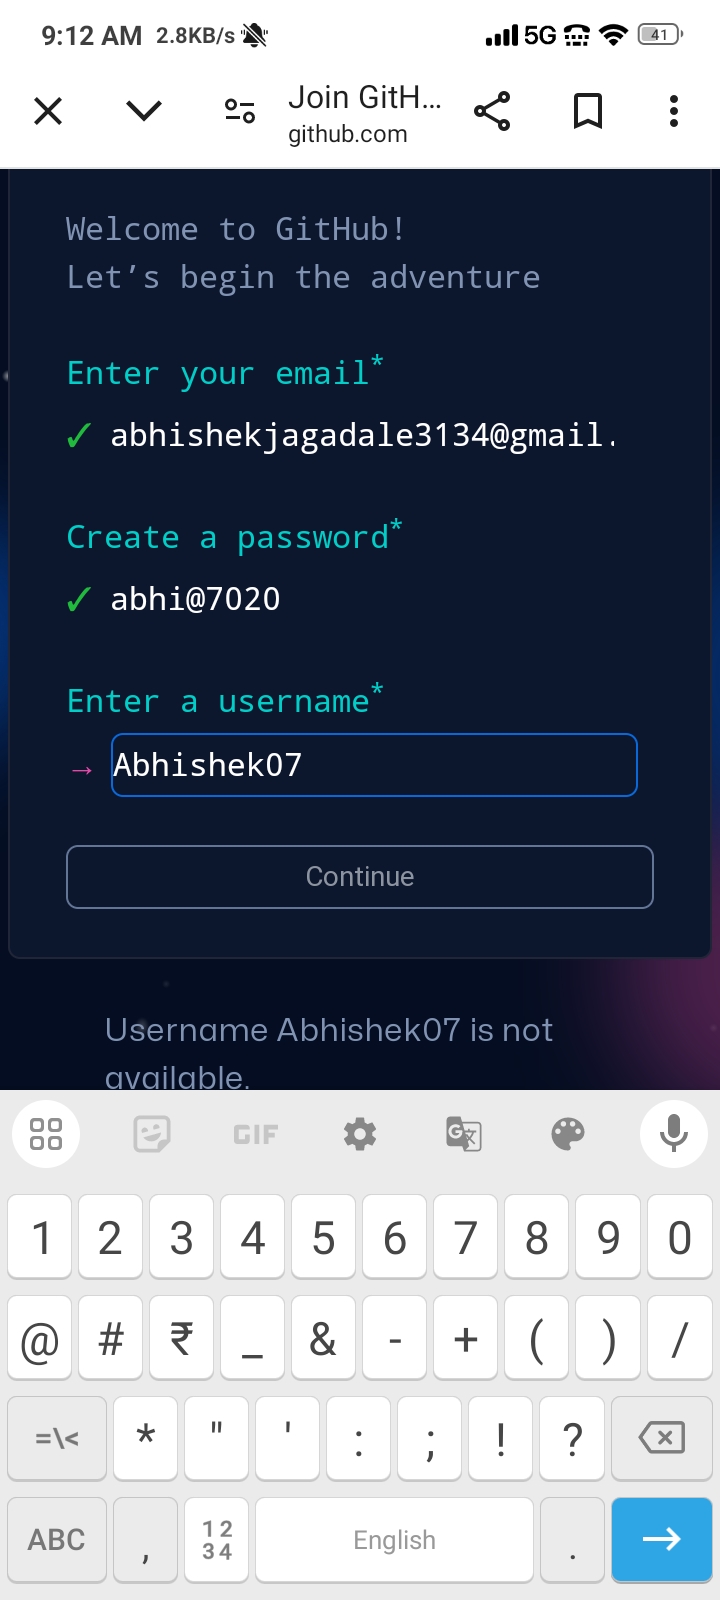 9:12 AM 2.8KB/s 5G 41
Join GitH...
github.com
Welcome to GitHub!
Let’s begin the adventure
Enter your email*
✓ abhishekjagadale3134@gmail.
Create a password*
✓ abhi@7020
Enter a username*
→ Abhishek07
Continue
Username Abhishek07 is not
available.
GIF
1 2 3 4 5 6 7 8 9 0
@ # ₹ _ & - + ( ) /
=\< * " ' : ; ! ?
ABC , 12 34 English .